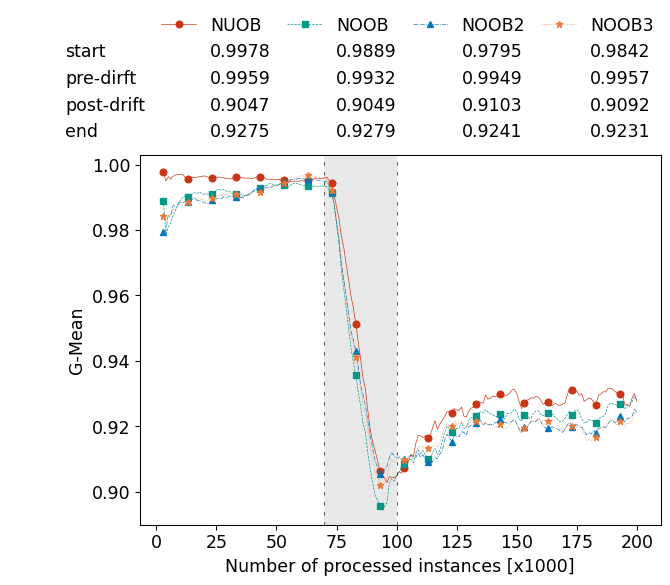 NUOB NOOB NOOB2 NOOB3
start 0.9978 0.9889 0.9795 0.9842
pre-dirft 0.9959 0.9932 0.9949 0.9957
post-drift 0.9047 0.9049 0.9103 0.9092
end 0.9275 0.9279 0.9241 0.9231
1.00
0.98
0.96
0.94
0.92
0.90
G-Mean
0 25 50 75 100 125 150 175 200
Number of processed instances [x1000]